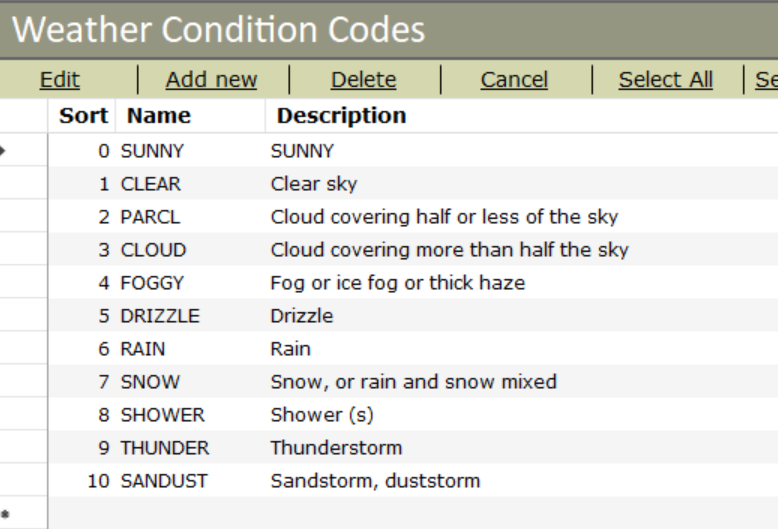 Weather Condition Codes
Edit | Add new | Delete | Cancel | Select All |
Sort Name Description
0 SUNNY SUNNY
1 CLEAR Clear sky
2 PARCL Cloud covering half or less of the sky
3 CLOUD Cloud covering more than half the sky
4 FOGGY Fog or ice fog or thick haze
5 DRIZZLE Drizzle
6 RAIN Rain
7 SNOW Snow, or rain and snow mixed
8 SHOWER Shower (s)
9 THUNDER Thunderstorm
10 SANDUST Sandstorm, duststorm
*